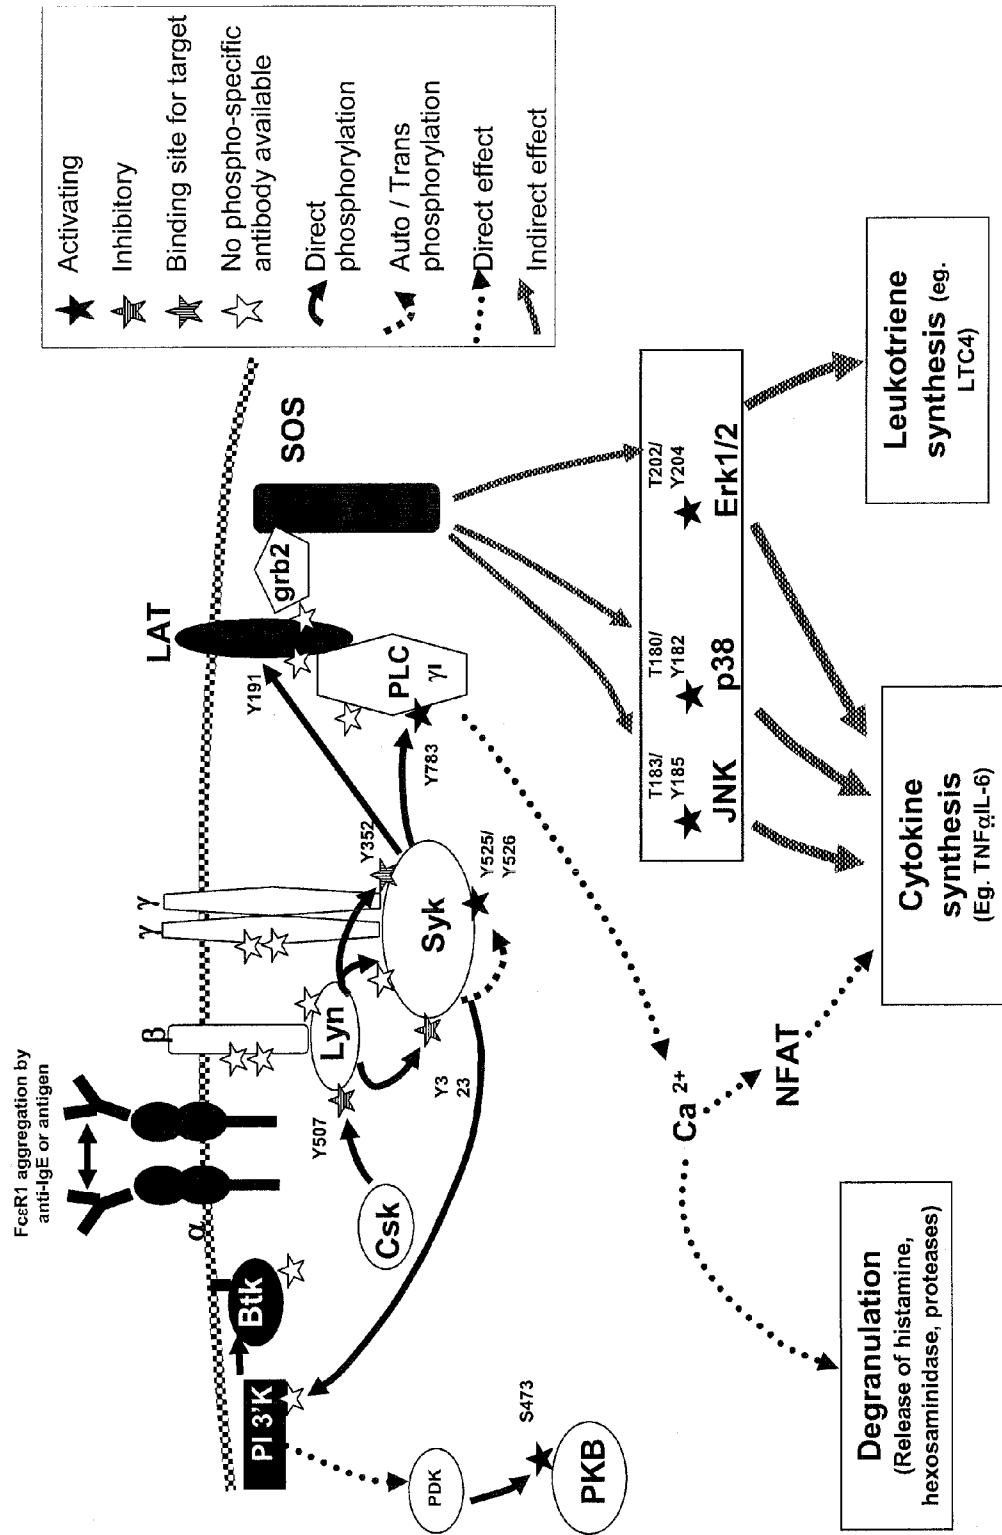 FcεR1 aggregation by
anti-IgE or antigen
α
β
γ
γ
LAT
SOS
grb2
PI 3'K
Btk
Csk
Lyn
Syk
PLC
γI
Y507
Y3
23
Y352
Y525/
Y526
Y191
Y783
PDK
S473
PKB
Ca 2+
NFAT
T183/
Y185
JNK
T180/
Y182
p38
T202/
Y204
Erk1/2
Degranulation
(Release of histamine,
hexosaminidase, proteases)
Cytokine
synthesis
(Eg. TNFαIL-6)
Leukotriene
synthesis (eg.
LTC4)
Activating
Inhibitory
Binding site for target
No phospho-specific
antibody available
Direct
phosphorylation
Auto / Trans
phosphorylation
Direct effect
Indirect effect